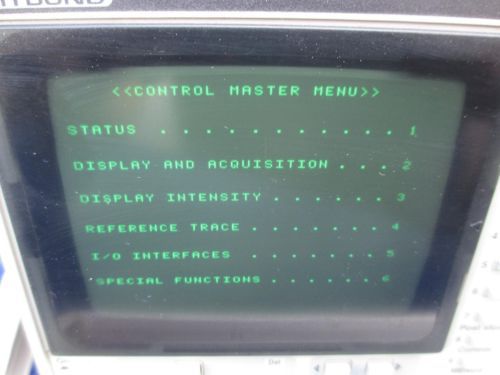 <<CONTROL MASTER MENU>>
STATUS . . . . . . . . . . . . 1
DISPLAY AND ACQUISITION . . . 2
DISPLAY INTENSITY . . . . . . 3
REFERENCE TRACE . . . . . . . 4
I/O INTERFACES . . . . . . . 5
SPECIAL FUNCTIONS . . . . . . 6
Del